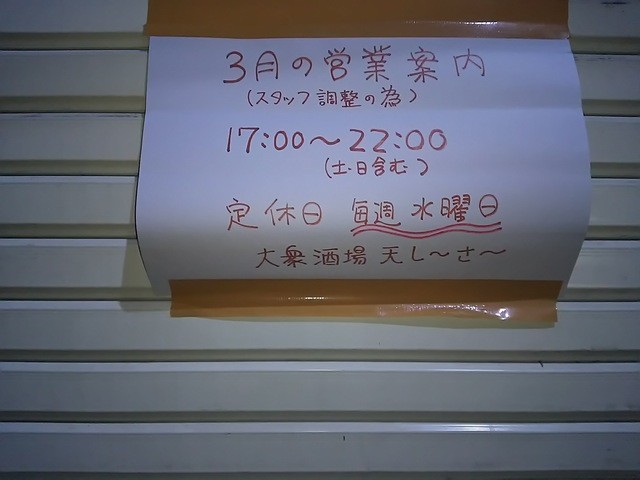 3月の営業案内
(スタッフ調整の為)
17:00〜22:00
(土・日含む)
定休日 毎週 水曜日
大衆酒場 天し〜さ〜